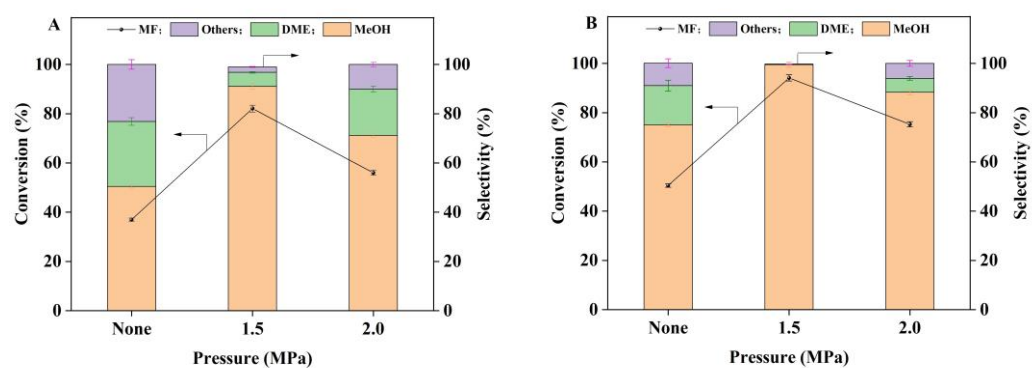 A
MF; Others; DME; MeOH
100
80
60
40
20
0
Conversion (%)
100
80
60
40
20
0
Selectivity (%)
None 1.5 2.0
Pressure (MPa)
B
MF; Others; DME; MeOH
100
80
60
40
20
0
Conversion (%)
100
80
60
40
20
0
Selectivity (%)
None 1.5 2.0
Pressure (MPa)